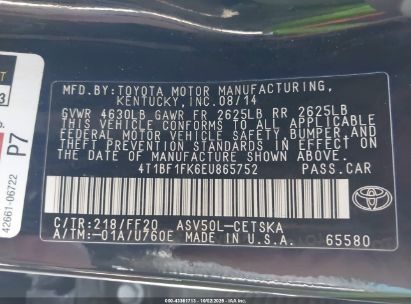 MFD.BY:TOYOTA MOTOR MANUFACTURING,
KENTUCKY,INC.08/14
GVWR 4630LB GAWR FR 2625LB RR 2625LB
THIS VEHICLE CONFORMS TO ALL APPLICABLE
FEDERAL MOTOR VEHICLE SAFETY, BUMPER,AND
THEFT PREVENTION STANDARDS IN EFFECT ON
THE DATE OF MANUFACTURE SHOWN ABOVE.
4T1BF1FK6EU865752 PASS.CAR
C/TR:218/FF20 ASV50L-CETSKA
A/TM:-01A/U760E MADE IN U.S.A. 65580
TOYOTA
42661-06722
P7